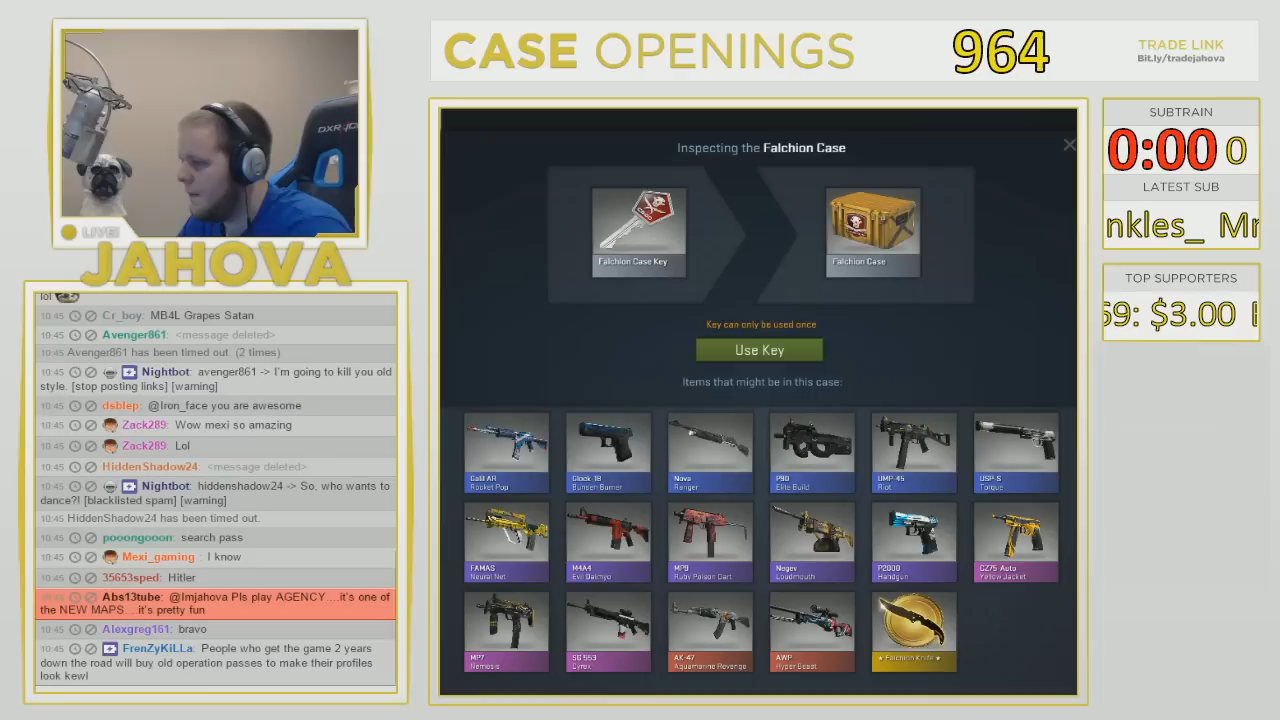 CASE OPENINGS
964
TRADE LINK
Bit.ly/tradejahova
DXR
LIVE!
JAHOVA
lol
10:45 Cr_boy: MB4L Grapes Satan
10:45 Avenger861: <message deleted>
10:45 Avenger861 has been timed out. (2 times)
10:45 Nightbot: avenger861 -> I'm going to kill you old
style. [stop posting links] [warning]
10:45 dsblep: @Iron_face you are awesome
10:45 Zack289: Wow mexi so amazing
10:45 Zack289: Lol
10:45 HiddenShadow24: <message deleted>
10:45 Nightbot: hiddenshadow24 -> So, who wants to
dance?! [blacklisted spam] [warning]
10:45 HiddenShadow24 has been timed out.
10:45 pooongooon: search pass
10:45 Mexi_gaming : I know
10:45 35653sped: Hitler
10:45 Abs13tube: @Imjahova Pls play AGENCY....it's one of
the NEW MAPS... it's pretty fun
10:45 Alexgreg161: bravo
10:45 FrenZyKiLLa: People who get the game 2 years
down the road will buy old operation passes to make their profiles
look kewl
Inspecting the Falchion Case
Falchion Case Key
Falchion Case
Key can only be used once
Use Key
Items that might be in this case:
Galil AR
Rocket Pop
Glock-18
Bunsen Burner
Nova
Ranger
P90
Elite Build
UMP-45
Riot
USP-S
Torque
FAMAS
Neural Net
M4A4
Evil Daimyo
MP9
Ruby Poison Dart
Negev
Loudmouth
P2000
Handgun
CZ75 Auto
Yellow Jacket
MP7
Nemesis
SG 553
Cyrex
AK-47
Aquamarine Revenge
AWP
Hyper Beast
★ Falchion Knife ★
SUBTRAIN
0:00 0
LATEST SUB
nkles_ Mr
TOP SUPPORTERS
69: $3.00